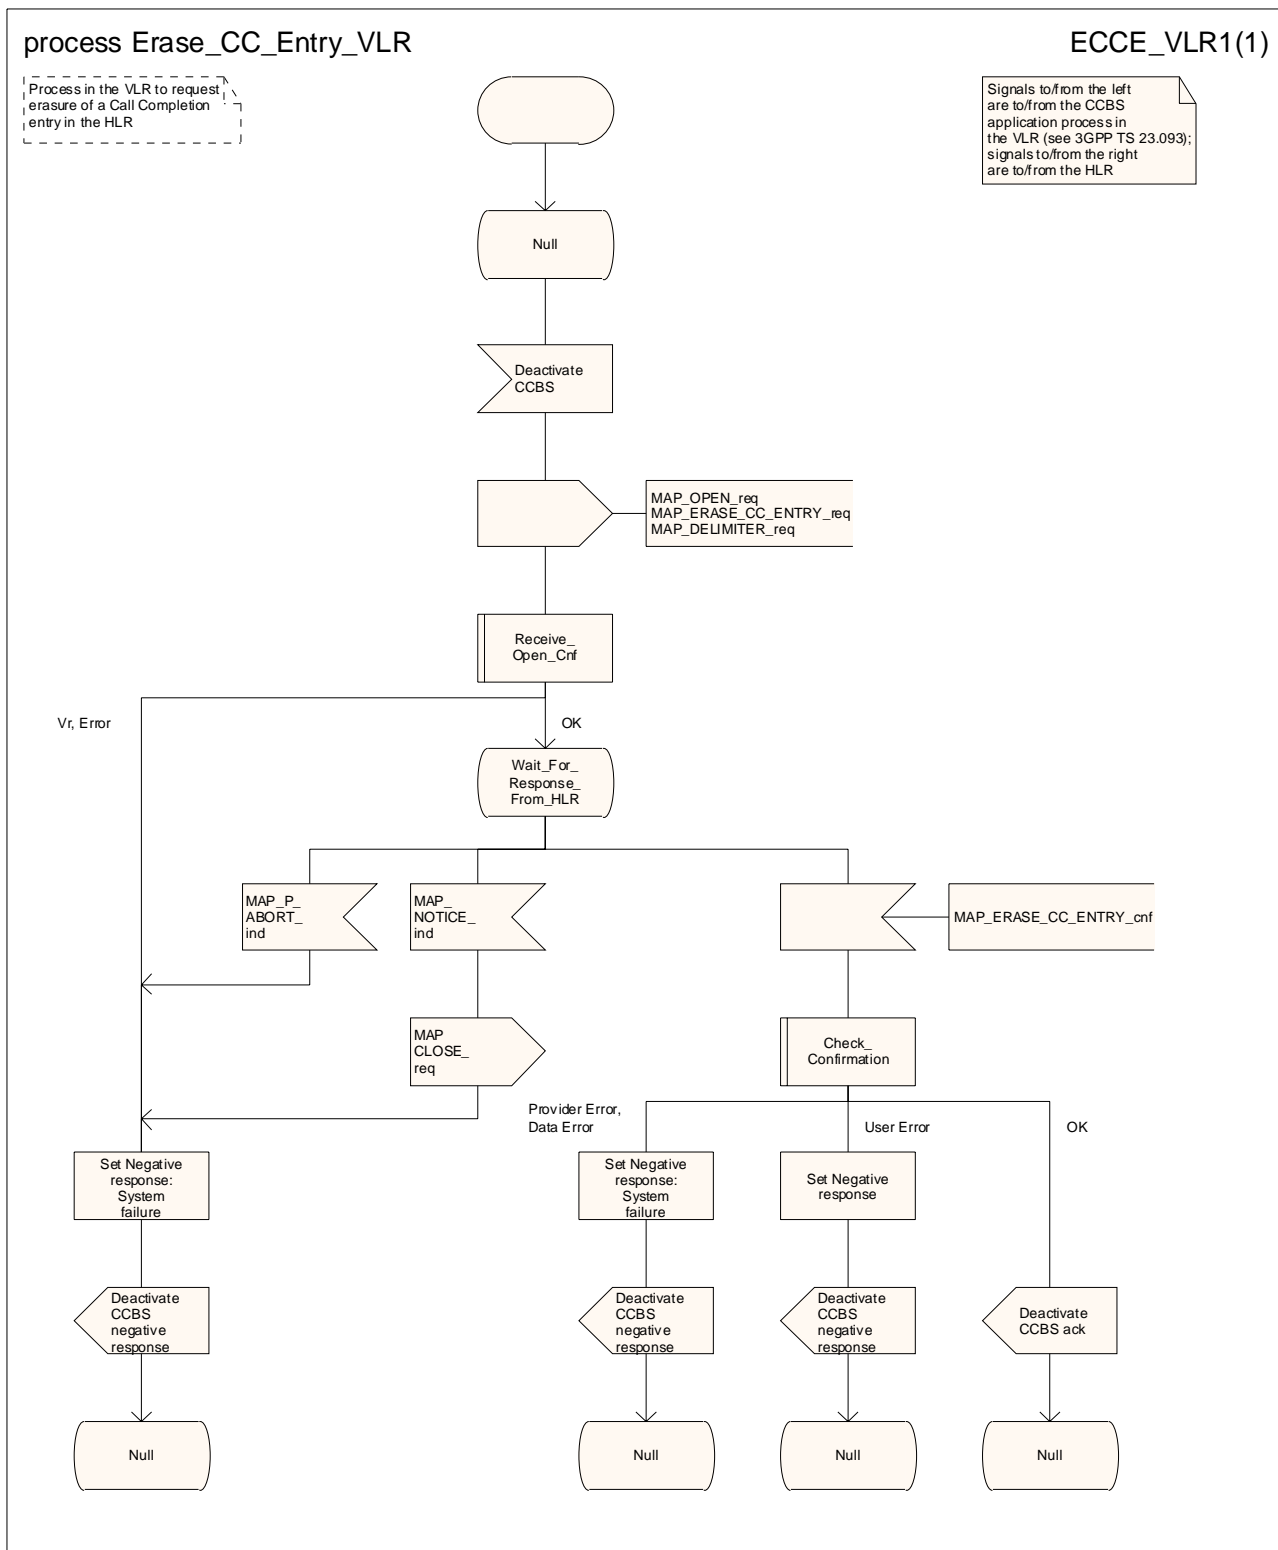 process Erase_CC_Entry_VLR
ECCE_VLR1(1)
Process in the VLR to request
erasure of a Call Completion
entry in the HLR
Signals to/from the left
are to/from the CCBS
application process in
the VLR (see 3GPP TS 23.093);
signals to/from the right
are to/from the HLR
Null
Deactivate
CCBS
MAP_OPEN_req
MAP_ERASE_CC_ENTRY_req
MAP_DELIMITER_req
Receive_
Open_Cnf
Vr, Error
OK
Wait_For_
Response_
From_HLR
MAP_P_
ABORT_
ind
MAP_
NOTICE_
ind
MAP_ERASE_CC_ENTRY_cnf
MAP
CLOSE_
req
Check_
Confirmation
Provider Error,
Data Error
User Error
OK
Set Negative
response:
System
failure
Set Negative
response:
System
failure
Set Negative
response
Deactivate
CCBS
negative
response
Deactivate
CCBS
negative
response
Deactivate
CCBS
negative
response
Deactivate
CCBS ack
Null
Null
Null
Null